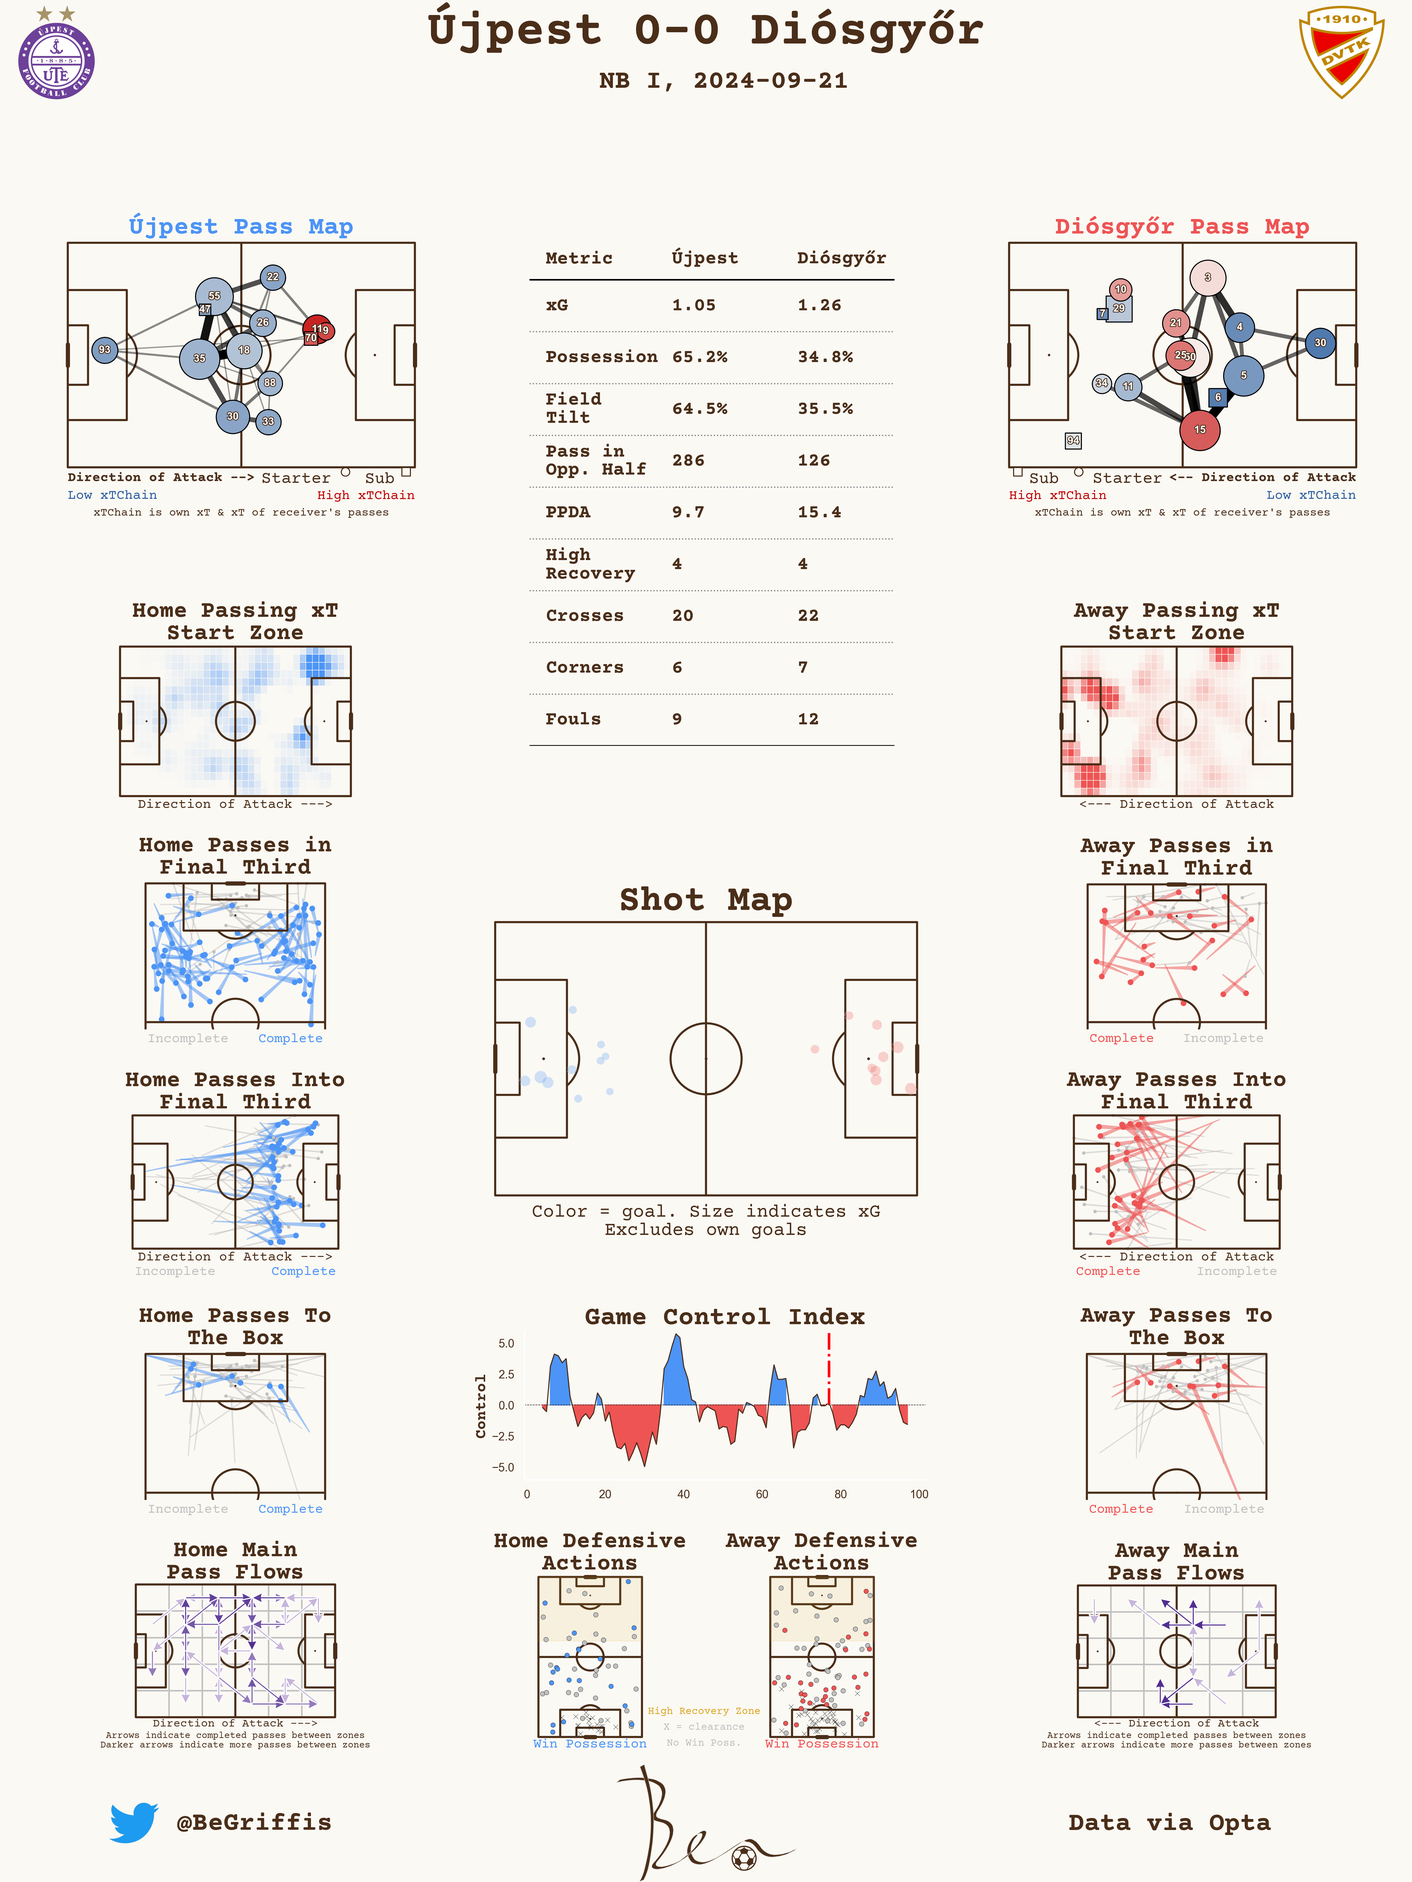 Újpest 0-0 Diósgyőr
NB I, 2024-09-21
ÚJPEST
·1·8·8·5·
UTE
FOOTBALL CLUB
·1910·
DVTK
Újpest Pass Map
55
22
47
26
11
9
70
93
35
18
88
30
33
Direction of Attack -->
Starter
Sub
Low xTChain
High xTChain
xTChain is own xT & xT of receiver's passes
Metric Újpest Diósgyőr
xG 1.05 1.26
Possession 65.2% 34.8%
Field
Tilt 64.5% 35.5%
Pass in
Opp. Half 286 126
PPDA 9.7 15.4
High
Recovery 4 4
Crosses 20 22
Corners 6 7
Fouls 9 12
Diósgyőr Pass Map
3
10
29
7
21
4
30
25
50
5
34
11
6
15
94
Sub
Starter
<-- Direction of Attack
High xTChain
Low xTChain
xTChain is own xT & xT of receiver's passes
Home Passing xT
Start Zone
Direction of Attack --->
Away Passing xT
Start Zone
<--- Direction of Attack
Home Passes in
Final Third
Incomplete
Complete
Away Passes in
Final Third
Complete
Incomplete
Shot Map
Color = goal. Size indicates xG
Excludes own goals
Home Passes Into
Final Third
Direction of Attack --->
Incomplete
Complete
Away Passes Into
Final Third
<--- Direction of Attack
Complete
Incomplete
Home Passes To
The Box
Incomplete
Complete
Game Control Index
Control
5.0
2.5
0.0
−2.5
−5.0
0 20 40 60 80 100
Away Passes To
The Box
Complete
Incomplete
Home Main
Pass Flows
Direction of Attack --->
Arrows indicate completed passes between zones
Darker arrows indicate more passes between zones
Home Defensive
Actions
Win Possession
High Recovery Zone
X = clearance
No Win Poss.
Away Defensive
Actions
Win Possession
Away Main
Pass Flows
<--- Direction of Attack
Arrows indicate completed passes between zones
Darker arrows indicate more passes between zones
@BeGriffis
Data via Opta